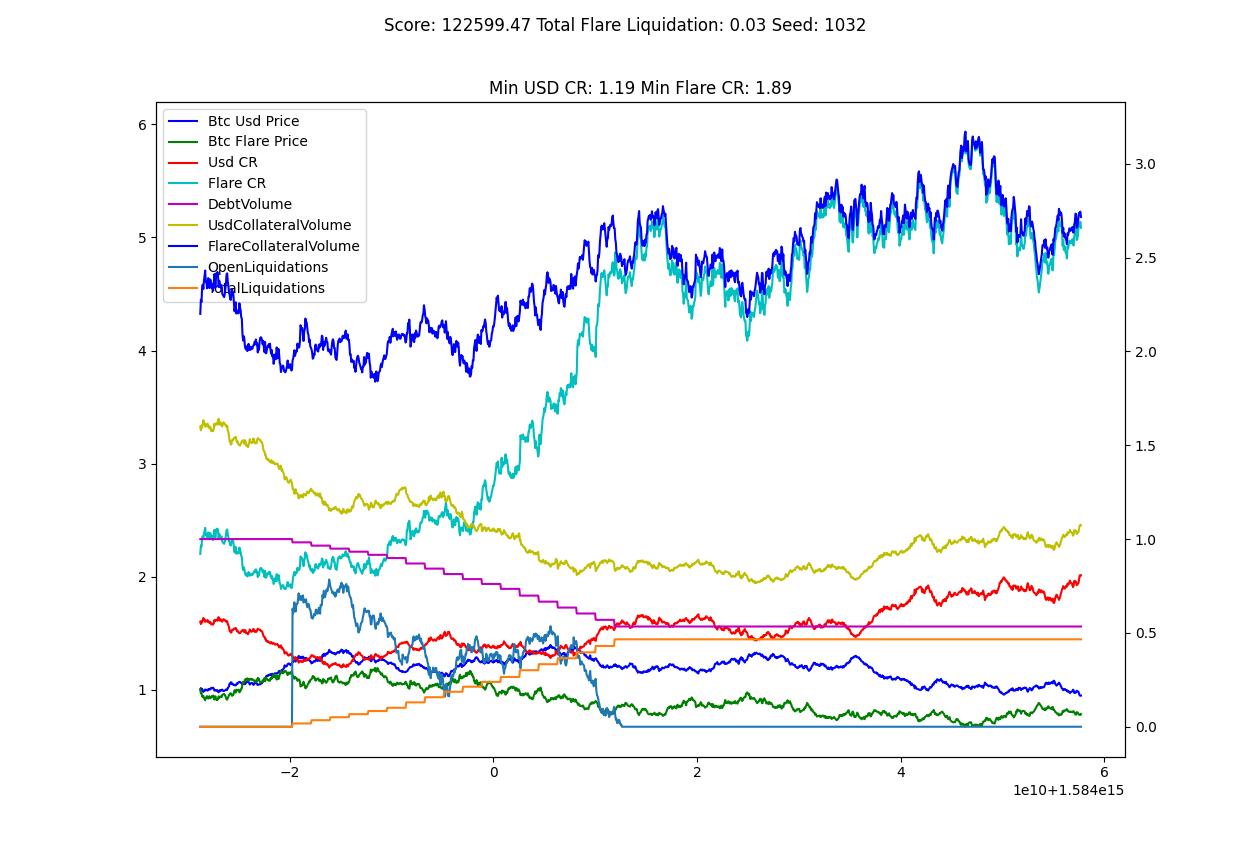 Score: 122599.47 Total Flare Liquidation: 0.03 Seed: 1032
Min USD CR: 1.19 Min Flare CR: 1.89
Btc Usd Price
Btc Flare Price
Usd CR
Flare CR
DebtVolume
UsdCollateralVolume
FlareCollateralVolume
OpenLiquidations
TotalLiquidations
6
5
4
3
2
1
3.0
2.5
2.0
1.5
1.0
0.5
0.0
−2
0
2
4
6
1e10+1.584e15